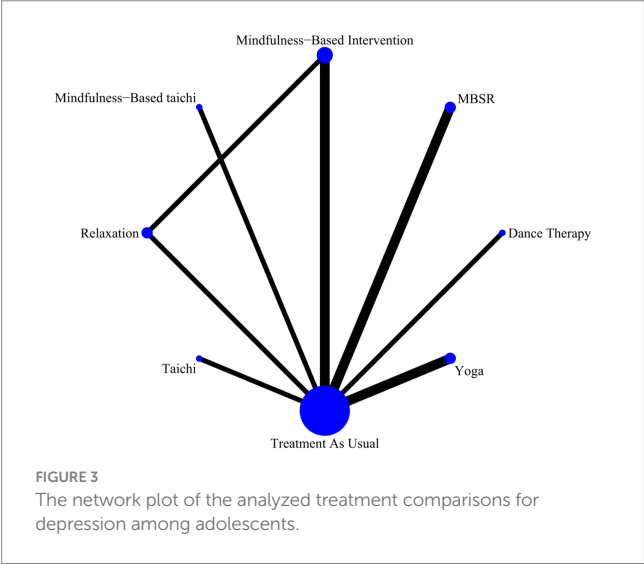 Mindfulness−Based Intervention
Mindfulness−Based taichi
MBSR
Relaxation
Dance Therapy
Taichi
Yoga
Treatment As Usual
FIGURE 3
The network plot of the analyzed treatment comparisons for
depression among adolescents.